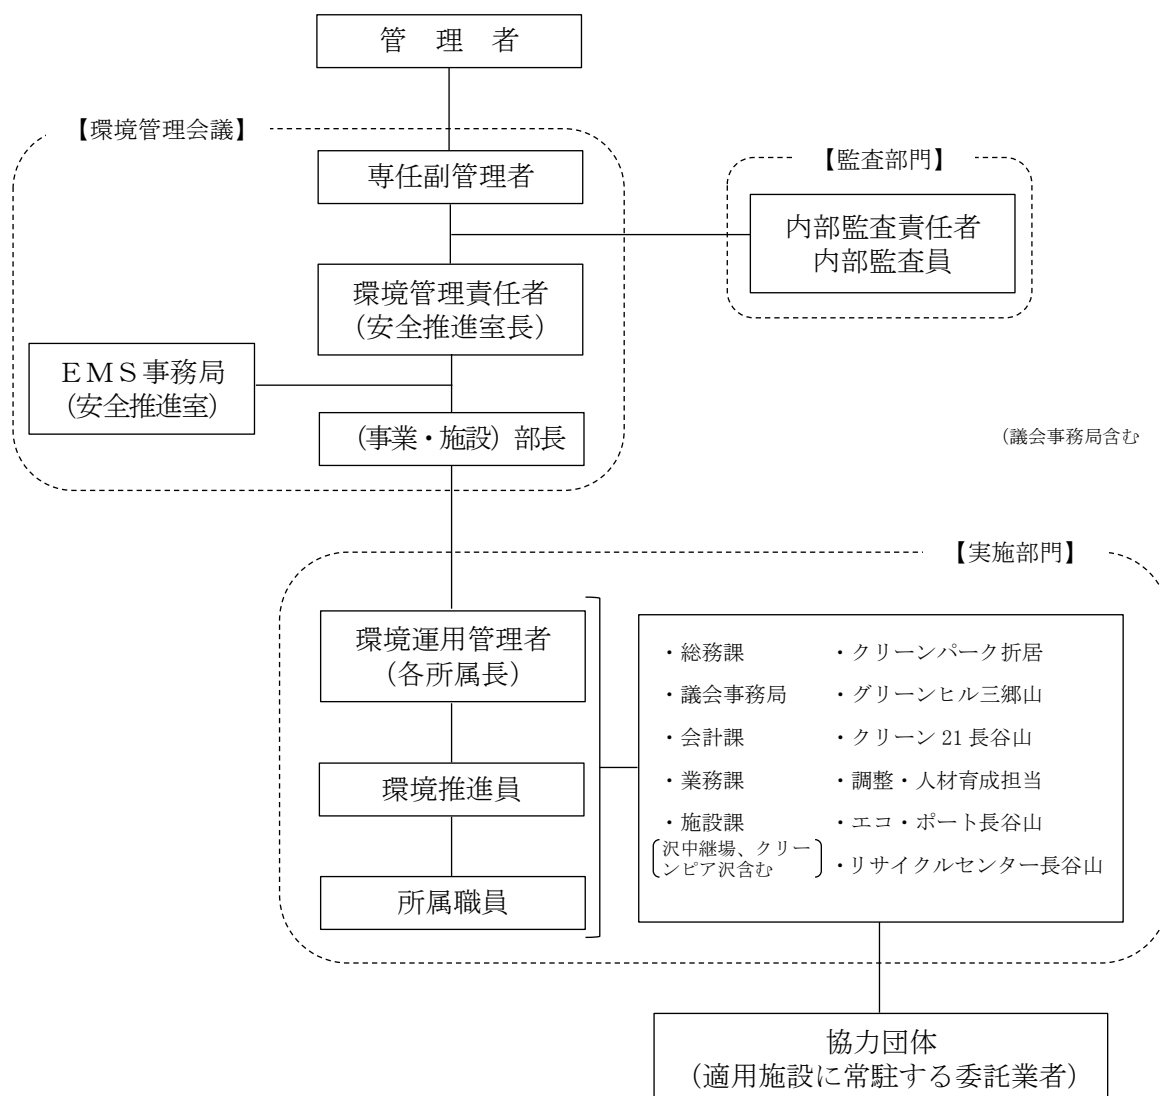 管　理　者
【環境管理会議】
専任副管理者
【監査部門】
内部監査責任者
内部監査員
環境管理責任者
（安全推進室長）
ＥＭＳ事務局
（安全推進室）
（事業・施設）部長
（議会事務局含む
【実施部門】
環境運用管理者
（各所属長）
環境推進員
所属職員
・総務課
・議会事務局
・会計課
・業務課
・施設課
沢中継場、クリー
ンピア沢含む
・クリーンパーク折居
・グリーンヒル三郷山
・クリーン 21 長谷山
・調整・人材育成担当
・エコ・ポート長谷山
・リサイクルセンター長谷山
協力団体
（適用施設に常駐する委託業者）